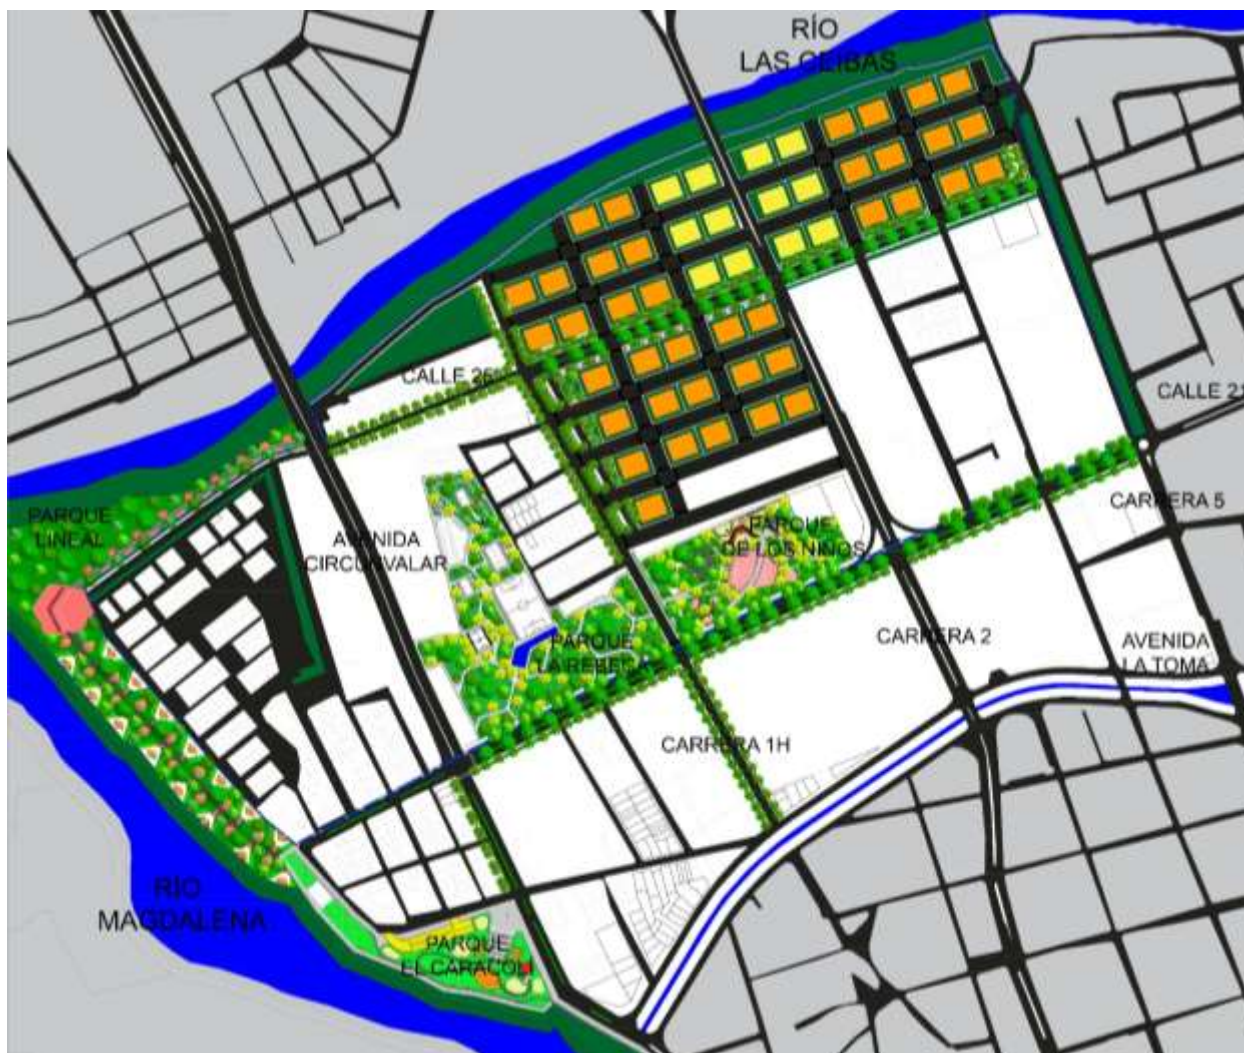 RÍO
LAS CEIBAS
CALLE 26
CALLE 21
PARQUE
LINEAL
AVENIDA
CIRCUNVALAR
PARQUE
DE LOS NIÑOS
CARRERA 5
PARQUE
LA REBECA
CARRERA 2
AVENIDA
LA TOMA
CARRERA 1H
RÍO
MAGDALENA
PARQUE
EL CARACOLI